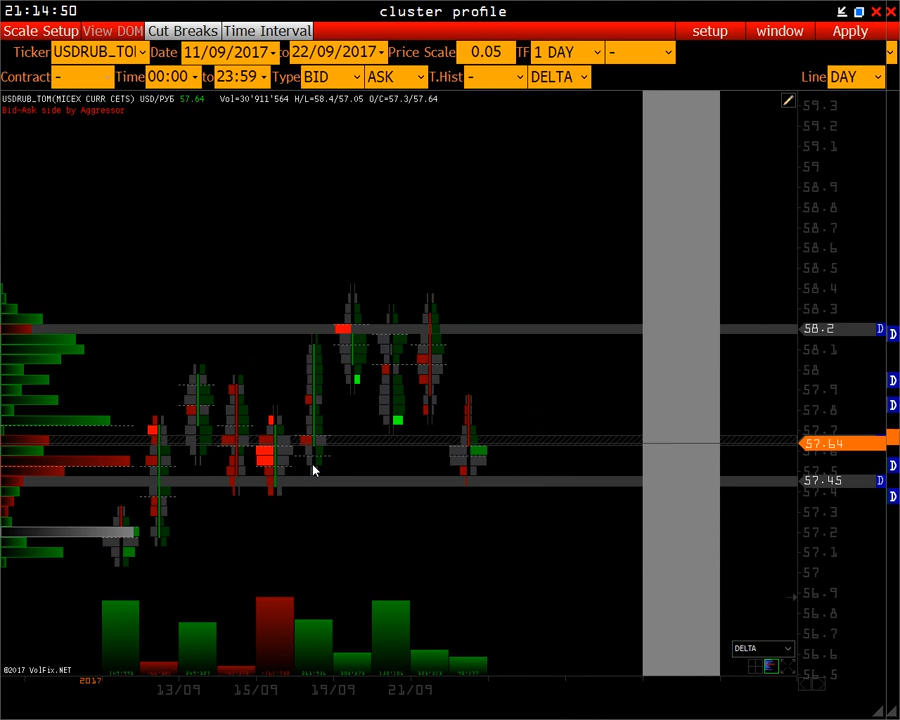 21:14:50 cluster profile
Scale Setup View DOM Cut Breaks Time Interval setup window Apply
Ticker USDRUB_TO Date 11/09/2017 to 22/09/2017 Price Scale 0.05 TF 1 DAY -
Contract - Time 00:00 to 23:59 Type BID ASK T.Hist - DELTA Line DAY
USDRUB_TOM(MICEX CURR CETS) USD/РУБ 57.64 Vol=30'911'564 H/L=58.4/57.05 O/C=57.3/57.64
Bid-Ask side by Aggressor
59.3
59.2
59.1
59
58.9
58.8
58.7
58.6
58.5
58.4
58.3
58.2 D
D
58.1
58
D
57.9
57.8
D
57.64
D
57.45 D
D
57.3
57.2
57.1
57
56.9
56.8
56.7
DELTA
56.6
©2017 VolFix.NET
56.5
2017
13/09 15/09 19/09 21/09